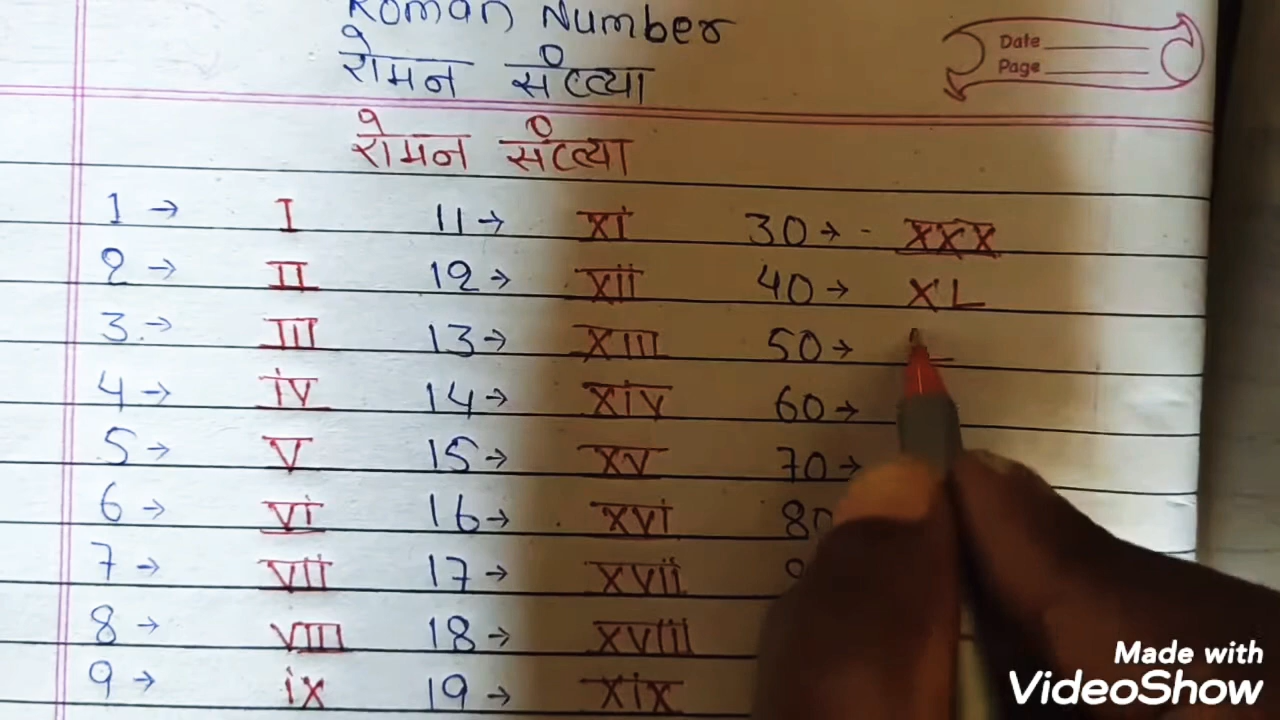 Roman Number
रोमन संख्या
Date
Page
रोमन संख्या
1 → I 11 → xi 30 → - XXX
2 → II 12 → xii 40 → XL
3 → III 13 → XIII 50 →
4 → iv 14 → xiv 60 →
5 → V 15 → XV 70 →
6 → vi 16 → xvi 80
7 → vii 17 → xvii 9
8 → VIII 18 → xviii
9 → ix 19 → xix
Made with
VideoShow